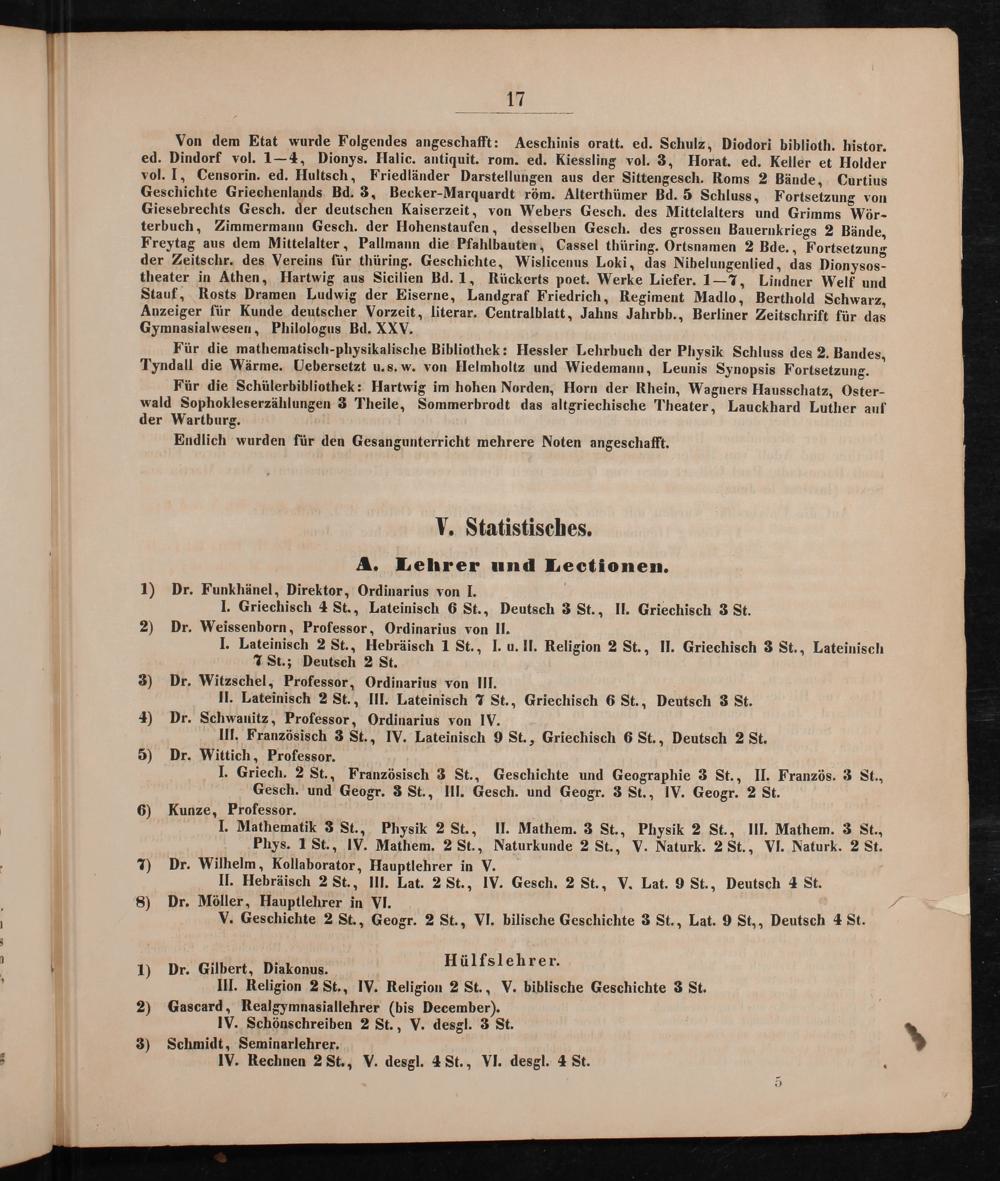 17
Von dem Etat wurde Folgendes angeschafft: Aeschinis oratt. ed. Schulz, Diodori biblioth. histor.
ed. Dindorf vol. 1—4, Dionys. Halic. antiquit. rom. ed. Kiessling vol. 3, Horat. ed. Keller et Holder
vol. I, Censorin. ed. Hultsch, Friedländer Darstellungen aus der Sittengesch. Roms 2 Bände, Curtius
Geschichte Griechenlands Bd. 3, Becker-Marquardt röm. Alterthümer Bd. 5 Schluss, Fortsetzung von
Giesebrechts Gesch. der deutschen Kaiserzeit, von Webers Gesch. des Mittelalters und Grimms Wör-
terbuch, Zimmermann Gesch. der Hohenstaufen, desselben Gesch. des grossen Bauernkriegs 2 Bände,
Freytag aus dem Mittelalter, Pallmann die Pfahlbauten, Cassel thüring. Ortsnamen 2 Bde., Fortsetzung
der Zeitschr. des Vereins für thüring. Geschichte, Wislicenus Loki, das Nibelungenlied, das Dionysos-
theater in Athen, Hartwig aus Sicilien Bd. 1, Rückerts poet. Werke Liefer. 1—7, Lindner Welf und
Stauf, Rosts Dramen Ludwig der Eiserne, Landgraf Friedrich, Regiment Madlo, Berthold Schwarz,
Anzeiger für Kunde deutscher Vorzeit, literar. Centralblatt, Jahns Jahrbb., Berliner Zeitschrift für das
Gymnasialwesen, Philologus Bd. XXV.
Für die mathematisch-physikalische Bibliothek: Hessler Lehrbuch der Physik Schluss des 2. Bandes,
Tyndall die Wärme. Uebersetzt u. s. w. von Helmholtz und Wiedemann, Leunis Synopsis Fortsetzung.
Für die Schülerbibliothek: Hartwig im hohen Norden, Horn der Rhein, Wagners Hausschatz, Oster-
wald Sophokleserzählungen 3 Theile, Sommerbrodt das altgriechische Theater, Lauckhard Luther auf
der Wartburg.
Endlich wurden für den Gesangunterricht mehrere Noten angeschafft.
V. Statistisches.
A. Lehrer und Lectionen.
1) Dr. Funkhänel, Direktor, Ordinarius von I.
I. Griechisch 4 St., Lateinisch 6 St., Deutsch 3 St., II. Griechisch 3 St.
2) Dr. Weissenborn, Professor, Ordinarius von II.
I. Lateinisch 2 St., Hebräisch 1 St., I. u. II. Religion 2 St., II. Griechisch 3 St., Lateinisch
7 St.; Deutsch 2 St.
3) Dr. Witzschel, Professor, Ordinarius von III.
II. Lateinisch 2 St., III. Lateinisch 7 St., Griechisch 6 St., Deutsch 3 St.
4) Dr. Schwanitz, Professor, Ordinarius von IV.
III. Französisch 3 St., IV. Lateinisch 9 St., Griechisch 6 St., Deutsch 2 St.
5) Dr. Wittich, Professor.
I. Griech. 2 St., Französisch 3 St., Geschichte und Geographie 3 St., II. Französ. 3 St.,
Gesch. und Geogr. 3 St., III. Gesch. und Geogr. 3 St., IV. Geogr. 2 St.
6) Kunze, Professor.
I. Mathematik 3 St., Physik 2 St., II. Mathem. 3 St., Physik 2 St., III. Mathem. 3 St.,
Phys. 1 St., IV. Mathem. 2 St., Naturkunde 2 St., V. Naturk. 2 St., VI. Naturk. 2 St.
7) Dr. Wilhelm, Kollaborator, Hauptlehrer in V.
II. Hebräisch 2 St., III. Lat. 2 St., IV. Gesch. 2 St., V. Lat. 9 St., Deutsch 4 St.
8) Dr. Möller, Hauptlehrer in VI.
V. Geschichte 2 St., Geogr. 2 St., VI. bilische Geschichte 3 St., Lat. 9 St,, Deutsch 4 St.
Hülfslehrer.
1) Dr. Gilbert, Diakonus.
III. Religion 2 St., IV. Religion 2 St., V. biblische Geschichte 3 St.
2) Gascard, Realgymnasiallehrer (bis December).
IV. Schönschreiben 2 St., V. desgl. 3 St.
3) Schmidt, Seminarlehrer.
IV. Rechnen 2 St., V. desgl. 4 St., VI. desgl. 4 St.
5